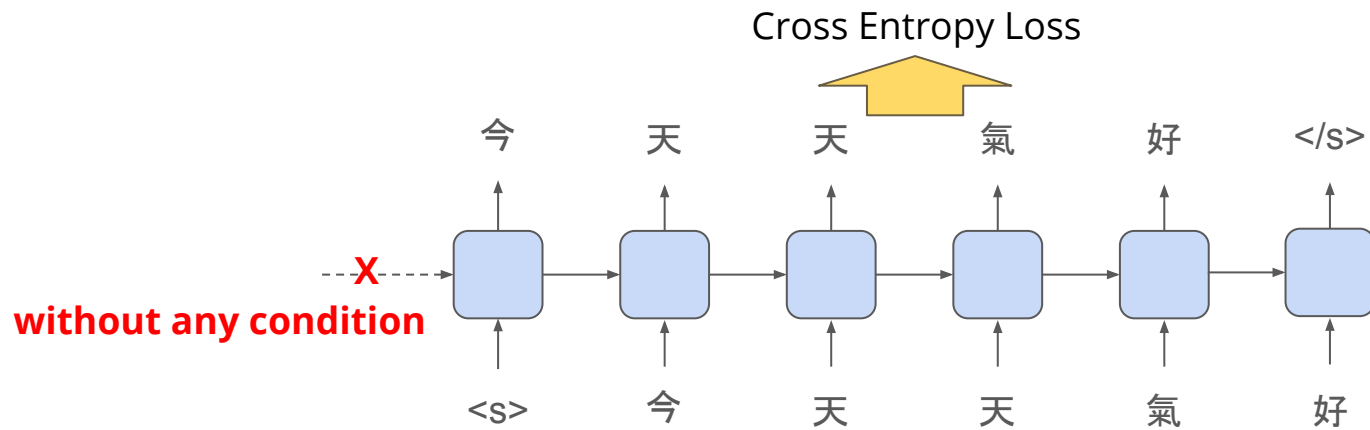 Cross Entropy Loss
今 天 天 氣 好 </s>
X
without any condition
<s> 今 天 天 氣 好